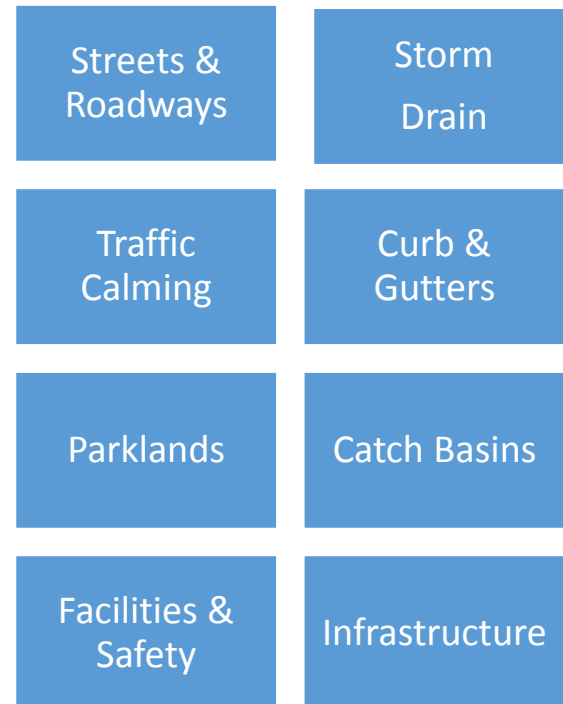 Streets &
Roadways
Storm
Drain
Traffic
Calming
Curb &
Gutters
Parklands
Catch Basins
Facilities &
Safety
Infrastructure